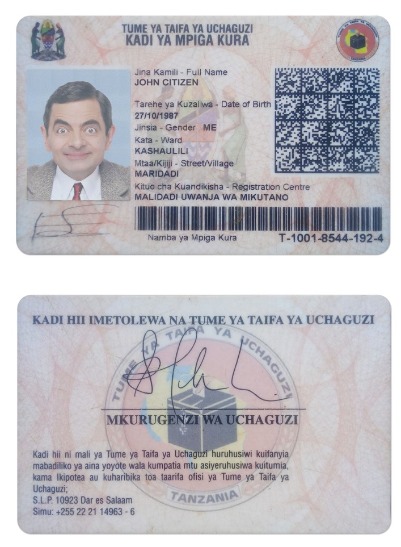 TUME YA TAIFA YA UCHAGUZI
KADI YA MPIGA KURA
Jina Kamili - Full Name
JOHN CITIZEN
Tarehe ya Kuzaliwa - Date of Birth
27/10/1987
Jinsia - Gender ME
Kata - Ward
KASHAULILI
Mtaa/Kijiji - Street/Village
MARIDADI
Kituo cha Kuandikisha - Registration Centre
MALIDADI UWANJA WA MIKUTANO
Namba ya Mpiga Kura
T-1001-8544-192-4
KADI HII IMETOLEWA NA TUME YA TAIFA YA UCHAGUZI
TUME YA TAIFA YA UCHAGUZI
MKURUGENZI WA UCHAGUZI
Kadi hii ni mali ya Tume ya Taifa ya Uchaguzi huruhusiwi kuifanyia
mabadiliko ya aina yoyote wala kumpatia mtu asiyeruhusiwa kuitumia,
kama Ikipotea au kuharibika toa taarifa ofisi ya Tume ya Taifa ya
Uchaguzi;
S.L.P. 10923 Dar es Salaam
Simu: +255 22 21 14963 - 6
TANZANIA